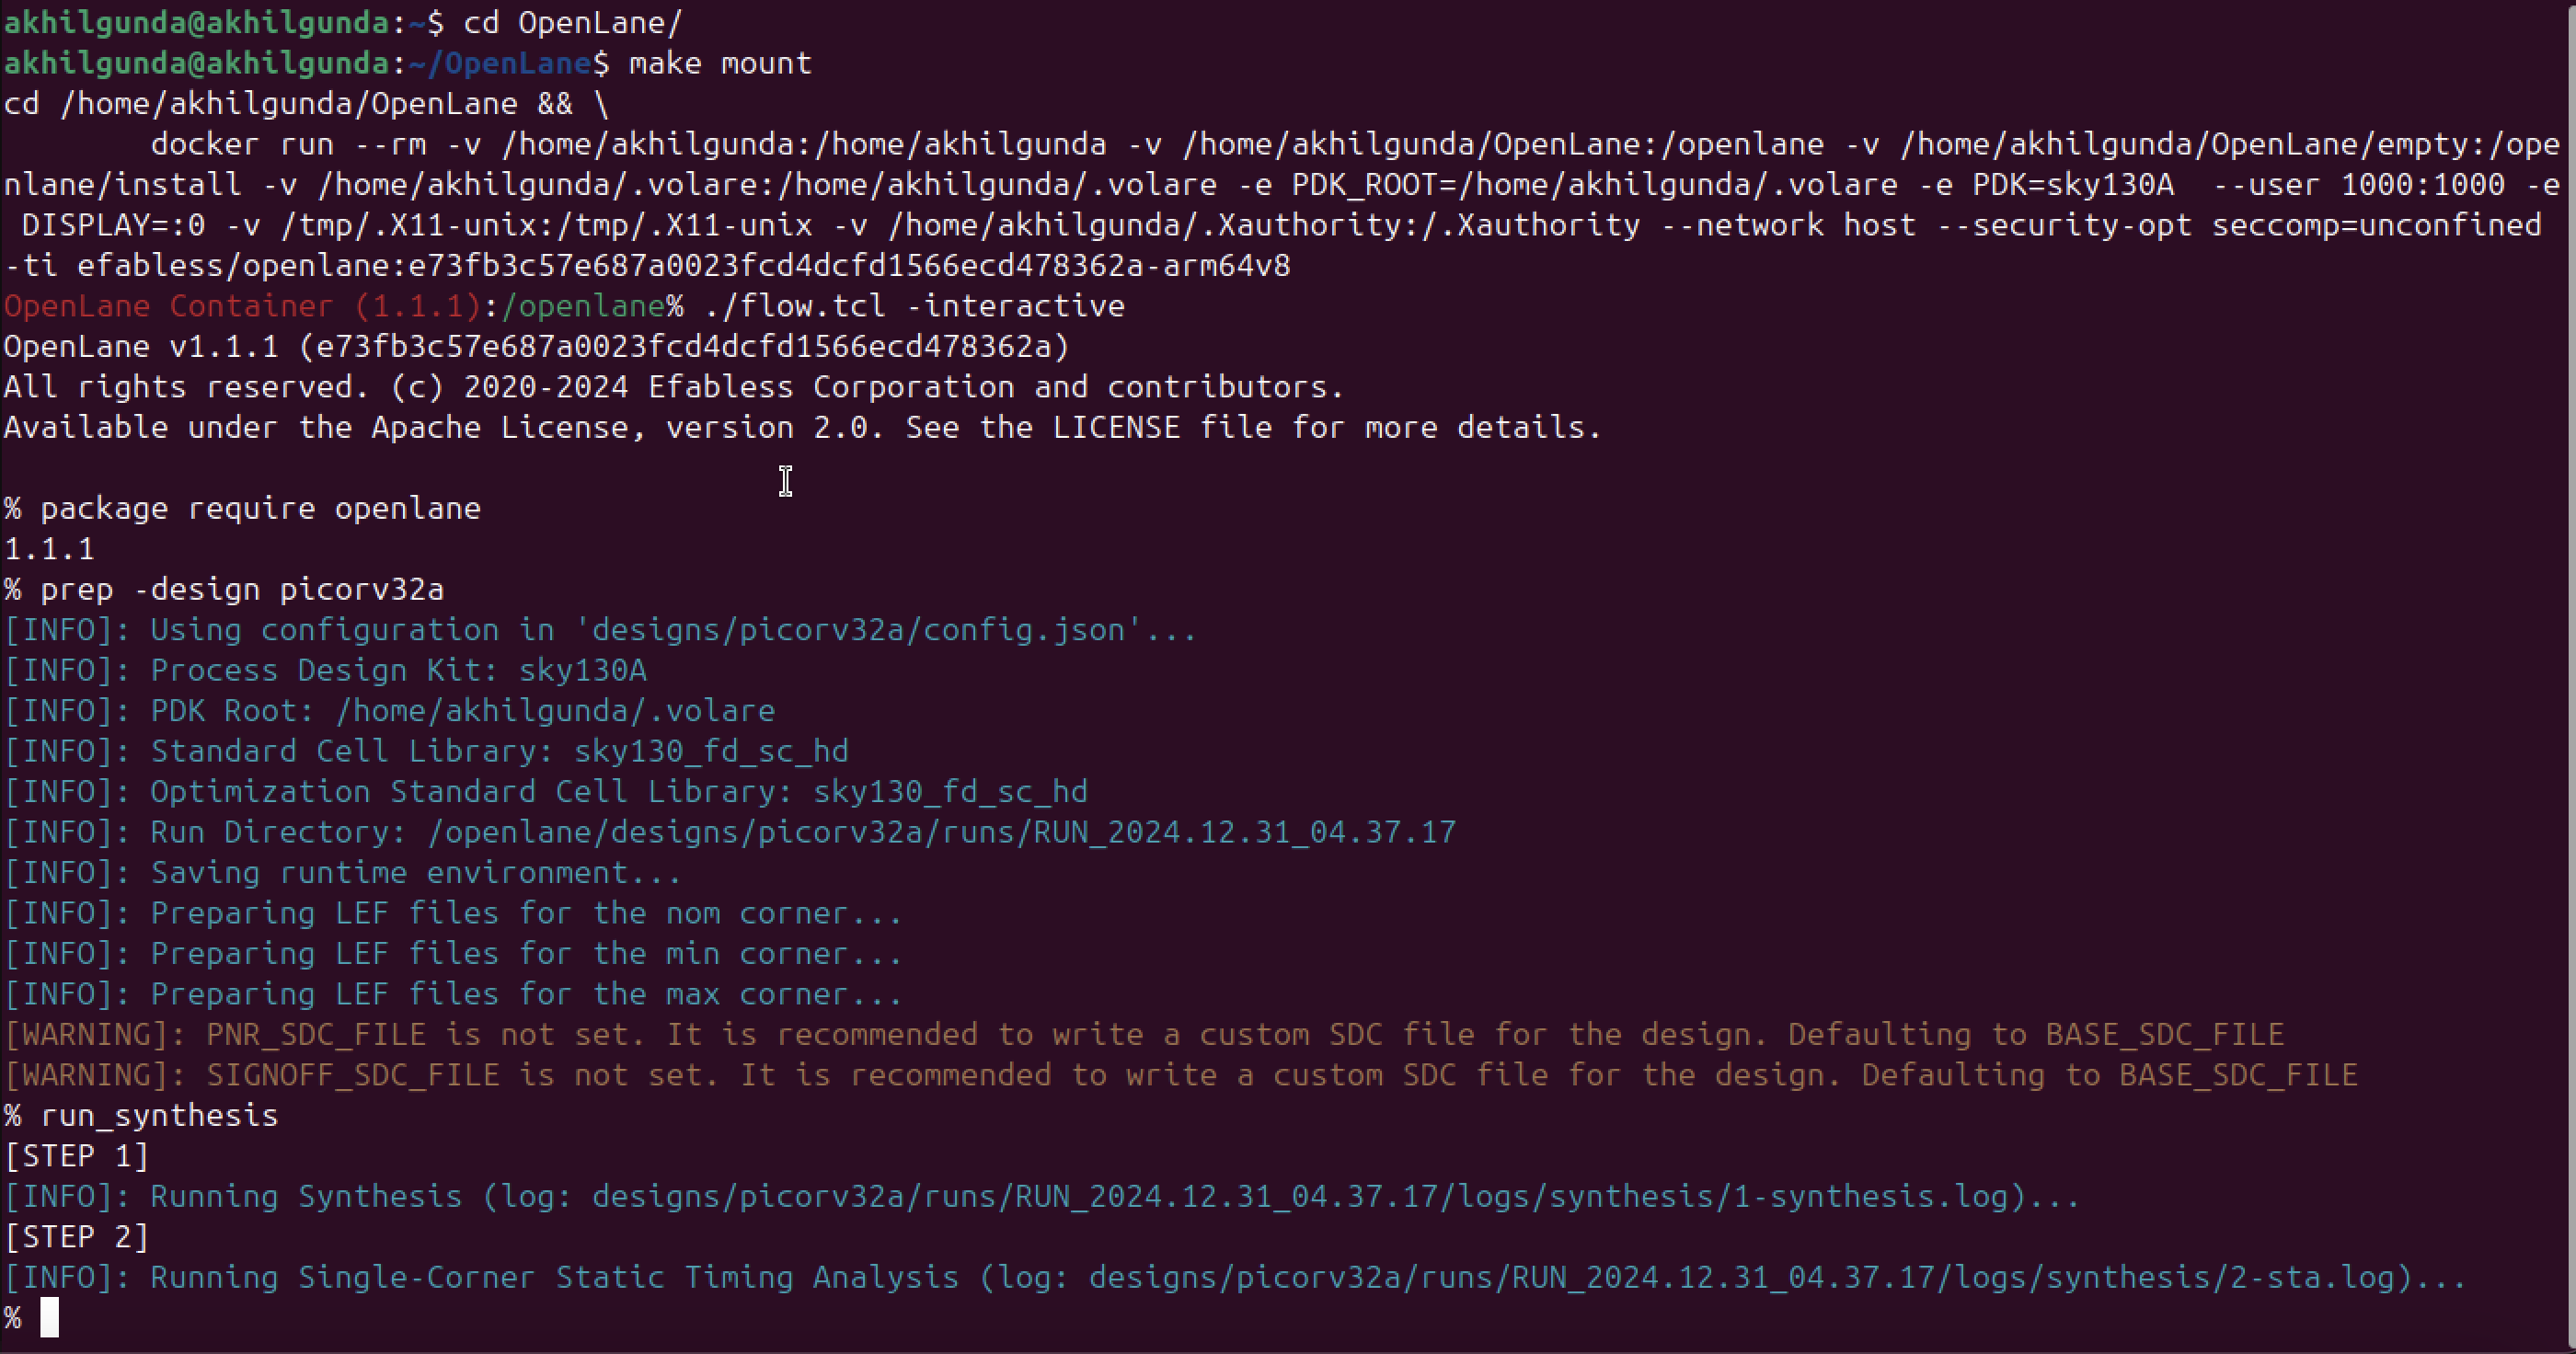 akhilgunda@akhilgunda:~$ cd OpenLane/
akhilgunda@akhilgunda:~/OpenLane$ make mount
cd /home/akhilgunda/OpenLane && \
        docker run --rm -v /home/akhilgunda:/home/akhilgunda -v /home/akhilgunda/OpenLane:/openlane -v /home/akhilgunda/OpenLane/empty:/ope
nlane/install -v /home/akhilgunda/.volare:/home/akhilgunda/.volare -e PDK_ROOT=/home/akhilgunda/.volare -e PDK=sky130A  --user 1000:1000 -e
 DISPLAY=:0 -v /tmp/.X11-unix:/tmp/.X11-unix -v /home/akhilgunda/.Xauthority:/.Xauthority --network host --security-opt seccomp=unconfined
-ti efabless/openlane:e73fb3c57e687a0023fcd4dcfd1566ecd478362a-arm64v8
OpenLane Container (1.1.1):/openlane% ./flow.tcl -interactive
OpenLane v1.1.1 (e73fb3c57e687a0023fcd4dcfd1566ecd478362a)
All rights reserved. (c) 2020-2024 Efabless Corporation and contributors.
Available under the Apache License, version 2.0. See the LICENSE file for more details.

% package require openlane
1.1.1
% prep -design picorv32a
[INFO]: Using configuration in 'designs/picorv32a/config.json'...
[INFO]: Process Design Kit: sky130A
[INFO]: PDK Root: /home/akhilgunda/.volare
[INFO]: Standard Cell Library: sky130_fd_sc_hd
[INFO]: Optimization Standard Cell Library: sky130_fd_sc_hd
[INFO]: Run Directory: /openlane/designs/picorv32a/runs/RUN_2024.12.31_04.37.17
[INFO]: Saving runtime environment...
[INFO]: Preparing LEF files for the nom corner...
[INFO]: Preparing LEF files for the min corner...
[INFO]: Preparing LEF files for the max corner...
[WARNING]: PNR_SDC_FILE is not set. It is recommended to write a custom SDC file for the design. Defaulting to BASE_SDC_FILE
[WARNING]: SIGNOFF_SDC_FILE is not set. It is recommended to write a custom SDC file for the design. Defaulting to BASE_SDC_FILE
% run_synthesis
[STEP 1]
[INFO]: Running Synthesis (log: designs/picorv32a/runs/RUN_2024.12.31_04.37.17/logs/synthesis/1-synthesis.log)...
[STEP 2]
[INFO]: Running Single-Corner Static Timing Analysis (log: designs/picorv32a/runs/RUN_2024.12.31_04.37.17/logs/synthesis/2-sta.log)...
%